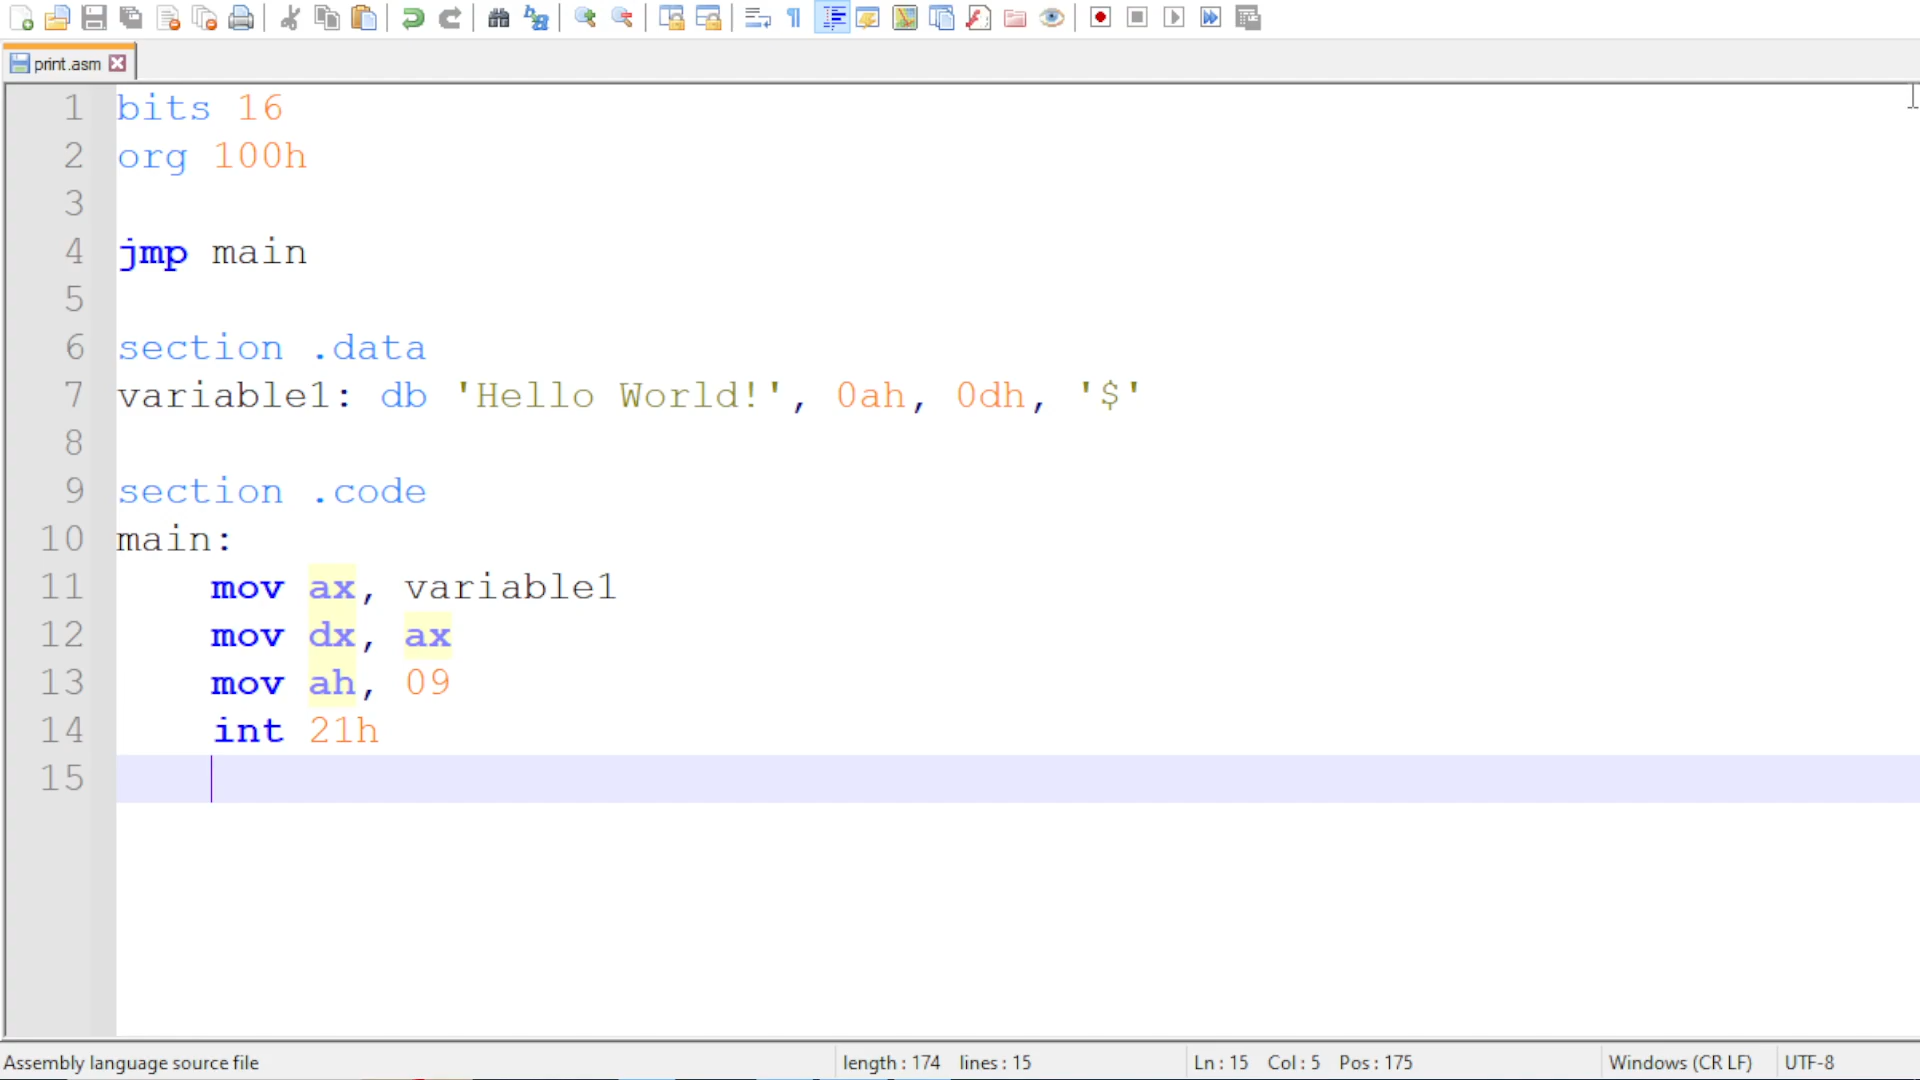 print.asm
1 bits 16
2 org 100h
3
4 jmp main
5
6 section .data
7 variable1: db 'Hello World!', 0ah, 0dh, '$'
8
9 section .code
10 main:
11 mov ax, variable1
12 mov dx, ax
13 mov ah, 09
14 int 21h
15
Assembly language source file length : 174 lines : 15 Ln : 15 Col : 5 Pos : 175 Windows (CR LF) UTF-8